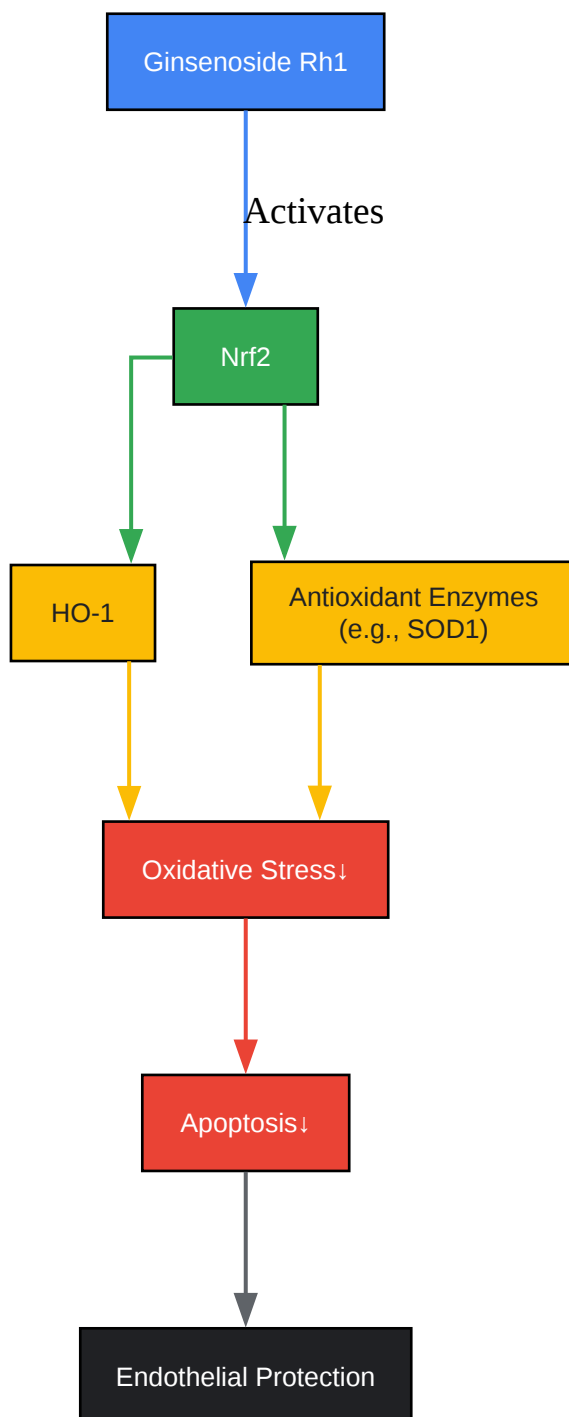 Ginsenoside Rh1
Activates
Nrf2
HO-1
Antioxidant Enzymes
(e.g., SOD1)
Oxidative Stress↓
Apoptosis↓
Endothelial Protection